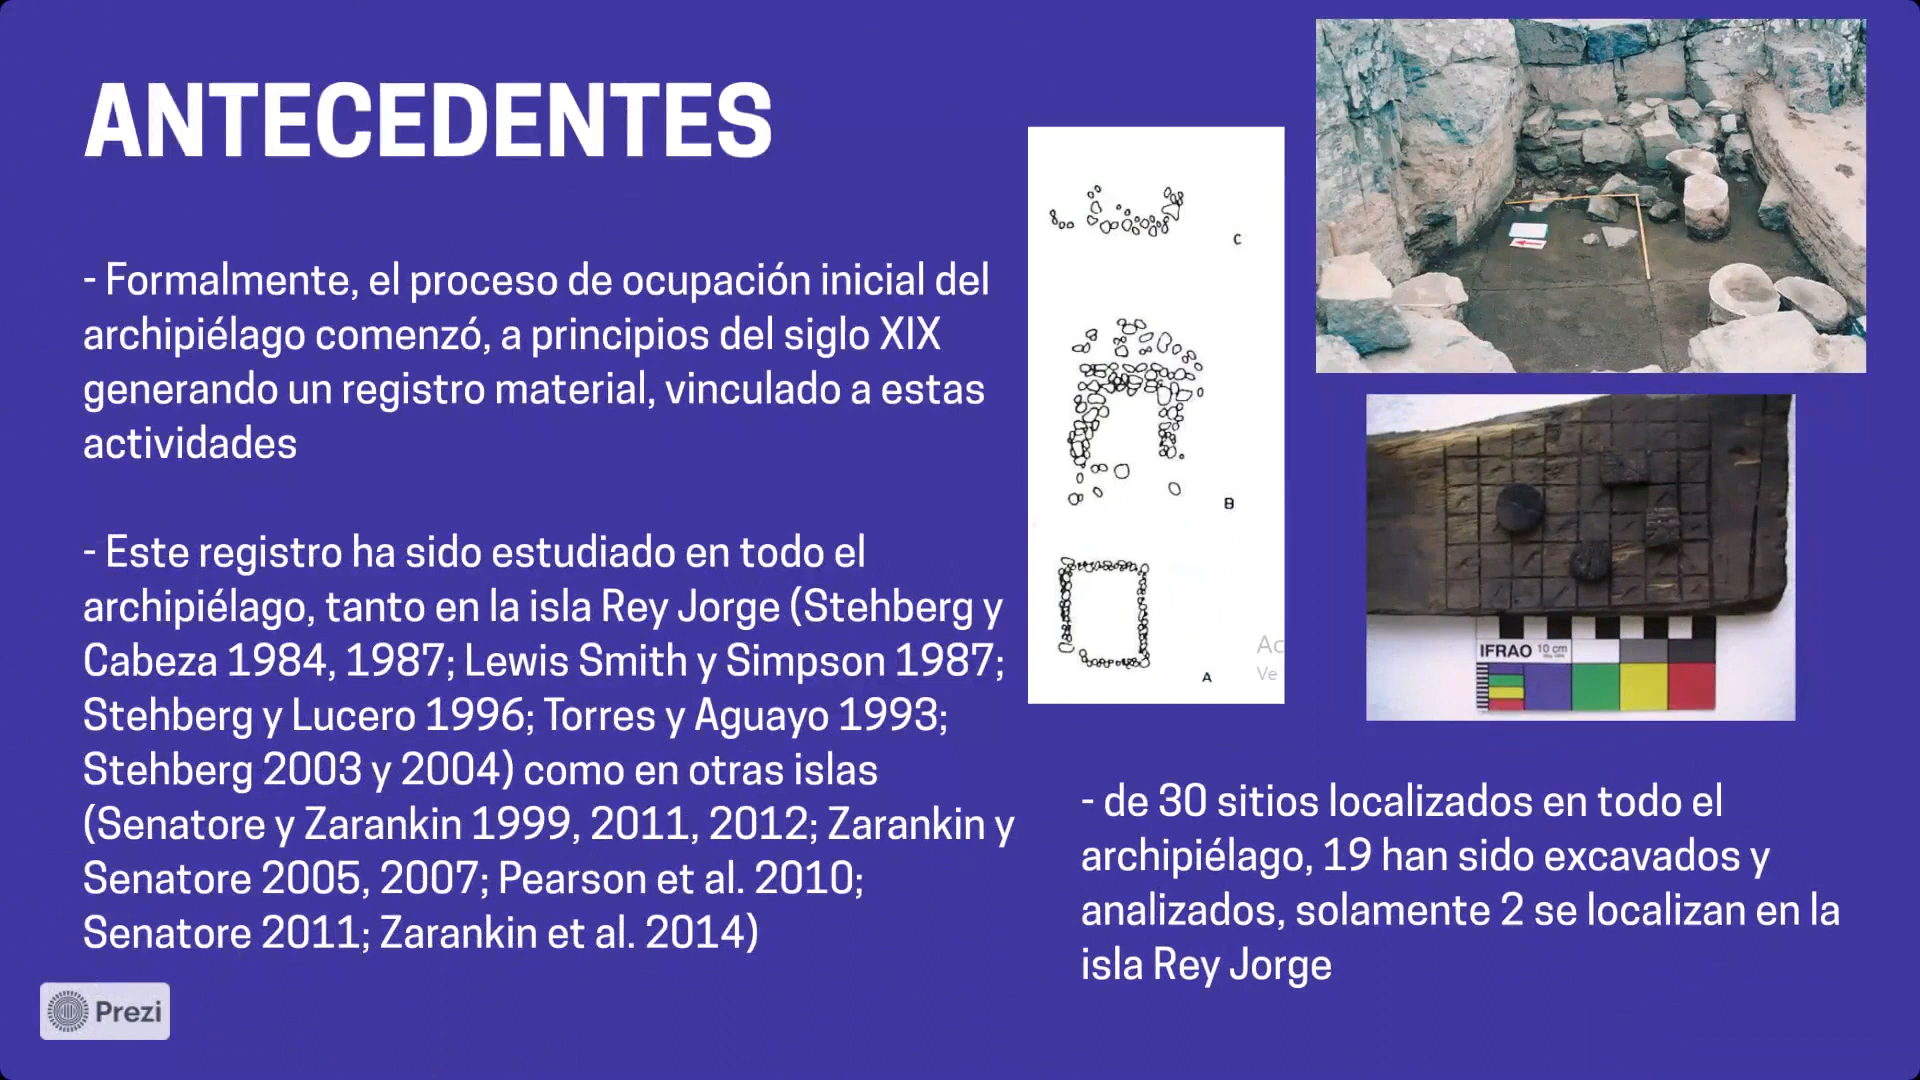 ANTECEDENTES
- Formalmente, el proceso de ocupación inicial del
archipiélago comenzó, a principios del siglo XIX
generando un registro material, vinculado a estas
actividades
- Este registro ha sido estudiado en todo el
archipiélago, tanto en la isla Rey Jorge (Stehberg y
Cabeza 1984, 1987; Lewis Smith y Simpson 1987;
Stehberg y Lucero 1996; Torres y Aguayo 1993;
Stehberg 2003 y 2004) como en otras islas
(Senatore y Zarankin 1999, 2011, 2012; Zarankin y
Senatore 2005, 2007; Pearson et al. 2010;
Senatore 2011; Zarankin et al. 2014)
C
B
A
Ac
Ve
IFRAO 10 cm
- de 30 sitios localizados en todo el
archipiélago, 19 han sido excavados y
analizados, solamente 2 se localizan en la
isla Rey Jorge
Prezi